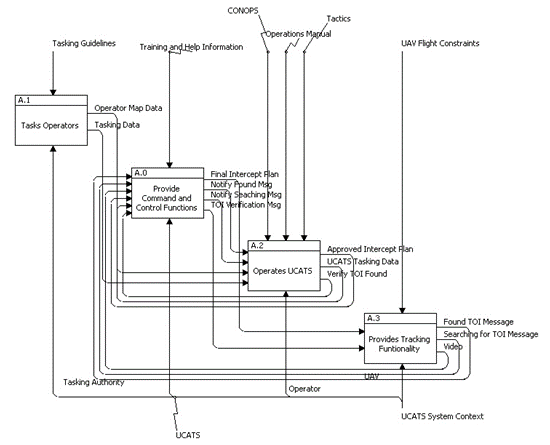 CONOPS
Operations Manual
Tactics
Tasking Guidelines
Training and Help Information
UAV Flight Constraints
A.1
Tasks Operators
Operator Map Data
Tasking Data
A.0
Provide
Command and
Control Functions
Final Intercept Plan
Notify Found Msg
Notify Seaching Msg
TOI Verification Msg
A.2
Operates UCATS
Approved Intercept Plan
UCATS Tasking Data
Verify TOI Found
A.3
Provides Tracking
Funtionality
Found TOI Message
Searching for TOI Message
Video
UAV
Tasking Authority
Operator
UCATS System Context
UCATS